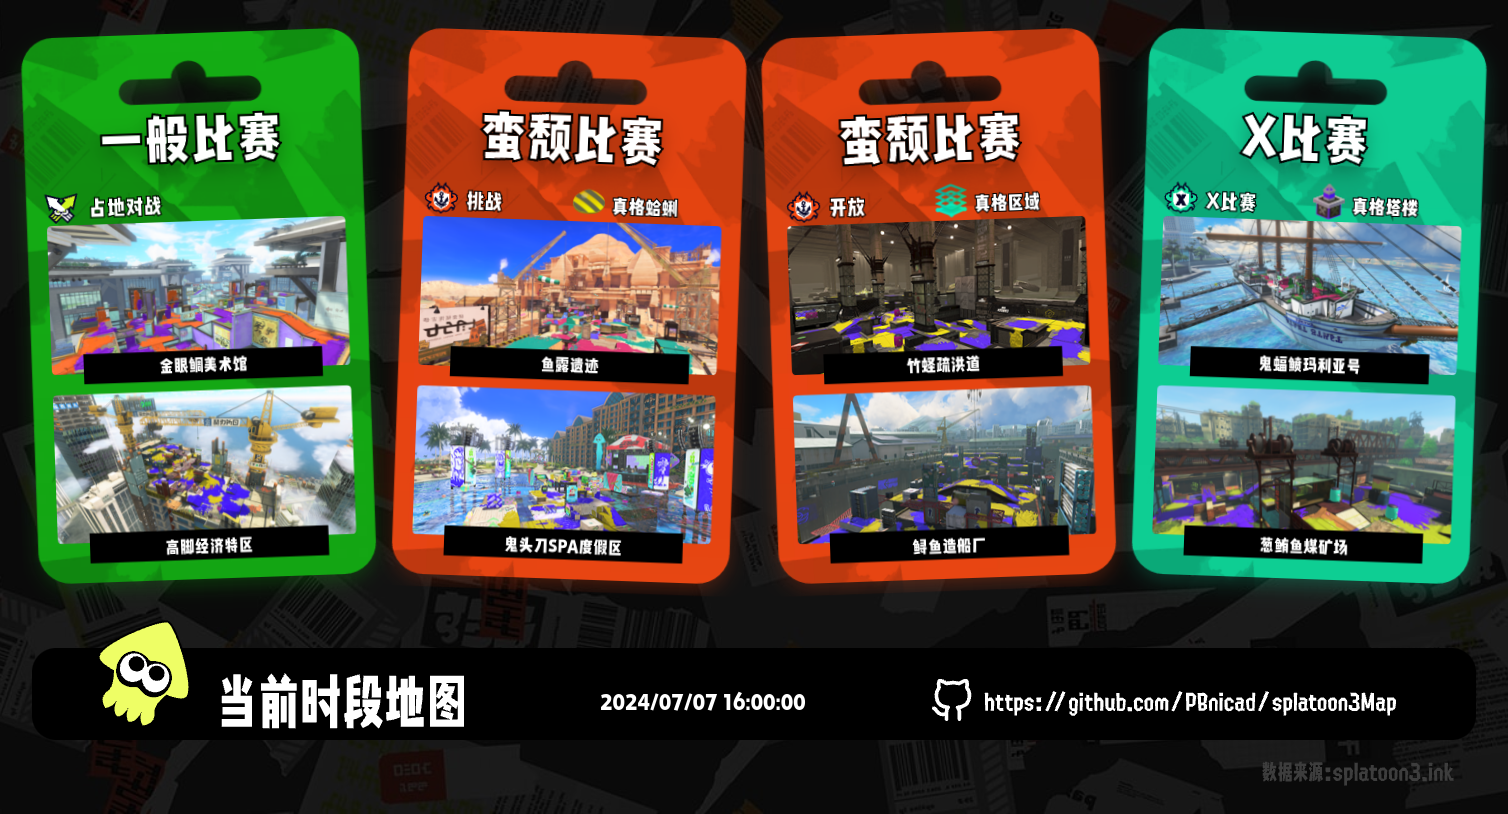 一般比赛
占地对战
金眼鲷美术馆
高脚经济特区
蛮颓比赛
挑战
真格蛤蜊
鱼露遗迹
鬼头刀SPA度假区
蛮颓比赛
开放
真格区域
竹蛏疏洪道
鲟鱼造船厂
X比赛
X比赛
真格塔楼
鬼蝠鲼玛利亚号
葱鲔鱼煤矿场
当前时段地图
2024/07/07 16:00:00
https://github.com/PBnicad/splatoon3Map
数据来源:splatoon3.ink